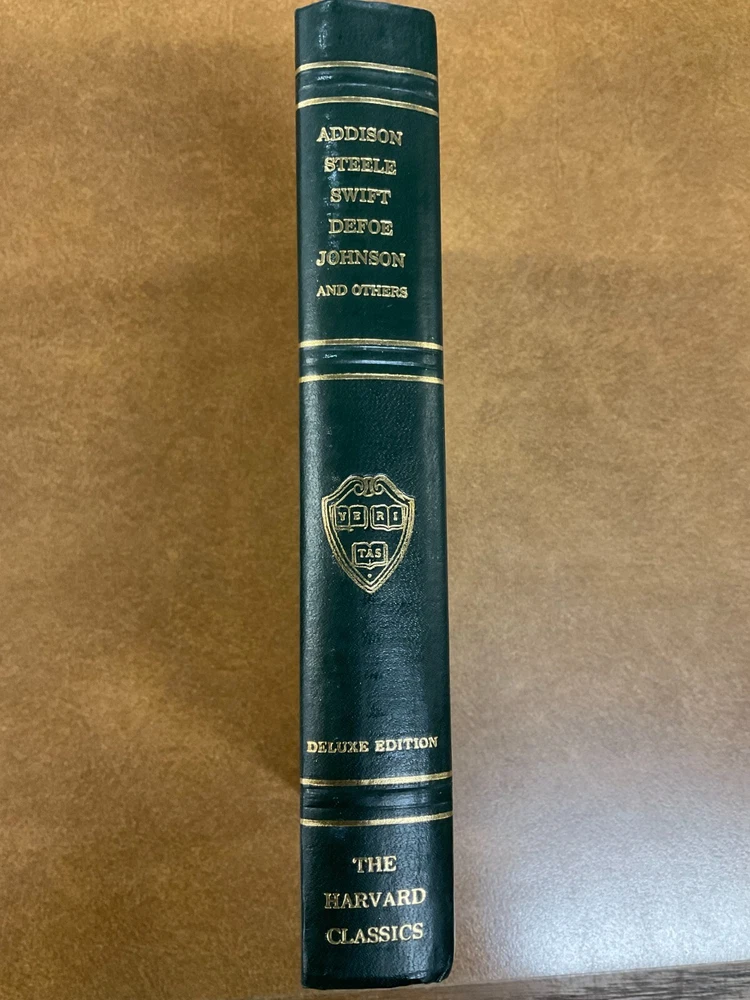 ADDISON
STEELE
SWIFT
DEFOE
JOHNSON
AND OTHERS
VE RI
TAS
DELUXE EDITION
THE
HARVARD
CLASSICS